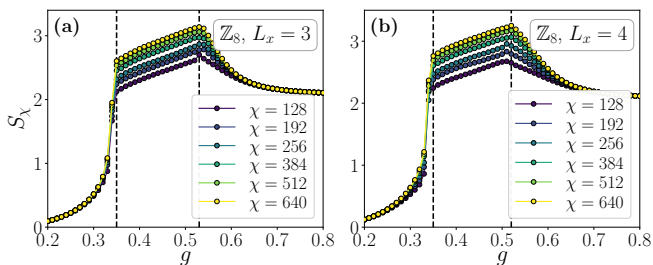 (a)
ℤ₈, Lₓ = 3
3
2
1
0
S_χ
χ = 128
χ = 192
χ = 256
χ = 384
χ = 512
χ = 640
0.2 0.3 0.4 0.5 0.6 0.7 0.8
g
(b)
ℤ₈, Lₓ = 4
3
2
1
0
χ = 128
χ = 192
χ = 256
χ = 384
χ = 512
χ = 640
0.2 0.3 0.4 0.5 0.6 0.7 0.8
g